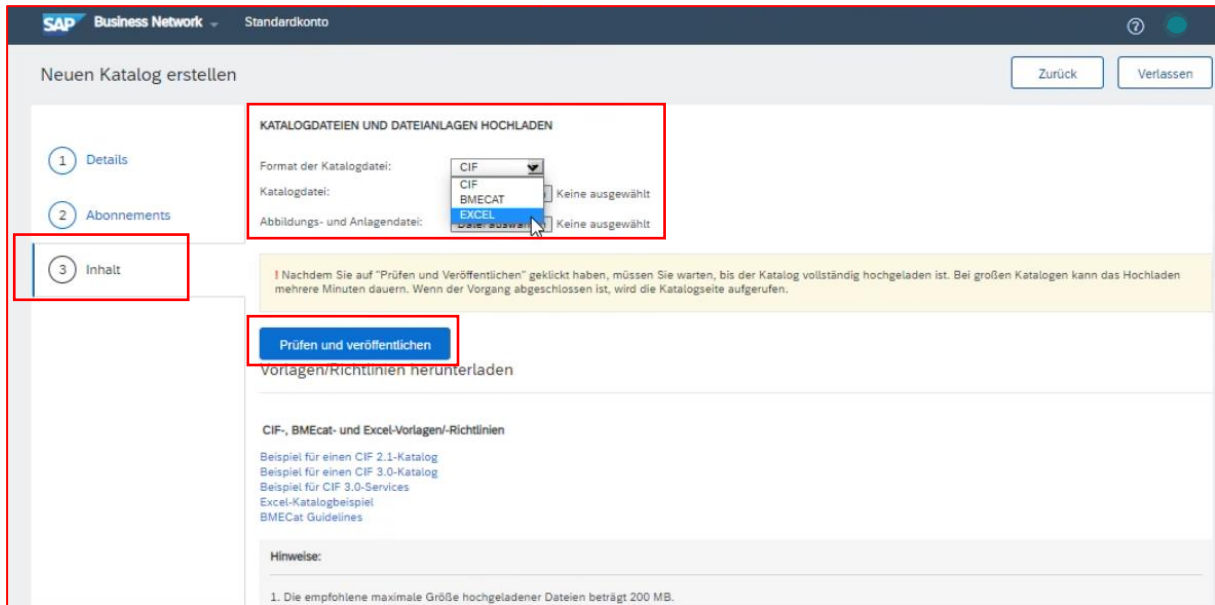 SAP Business Network Standardkonto
Neuen Katalog erstellen
Zurück
Verlassen
1 Details
2 Abonnements
3 Inhalt
KATALOGDATEIEN UND DATEIANLAGEN HOCHLADEN
Format der Katalogdatei: CIF
CIF
BMECAT
EXCEL
Katalogdatei: Keine ausgewählt
Abbildungs- und Anlagendatei: Datei auswählen Keine ausgewählt
! Nachdem Sie auf "Prüfen und Veröffentlichen" geklickt haben, müssen Sie warten, bis der Katalog vollständig hochgeladen ist. Bei großen Katalogen kann das Hochladen
mehrere Minuten dauern. Wenn der Vorgang abgeschlossen ist, wird die Katalogseite aufgerufen.
Prüfen und veröffentlichen
Vorlagen/Richtlinien herunterladen
CIF-, BMEcat- und Excel-Vorlagen/-Richtlinien
Beispiel für einen CIF 2.1-Katalog
Beispiel für einen CIF 3.0-Katalog
Beispiel für CIF 3.0-Services
Excel-Katalogbeispiel
BMECat Guidelines
Hinweise:
1. Die empfohlene maximale Größe hochgeladener Dateien beträgt 200 MB.